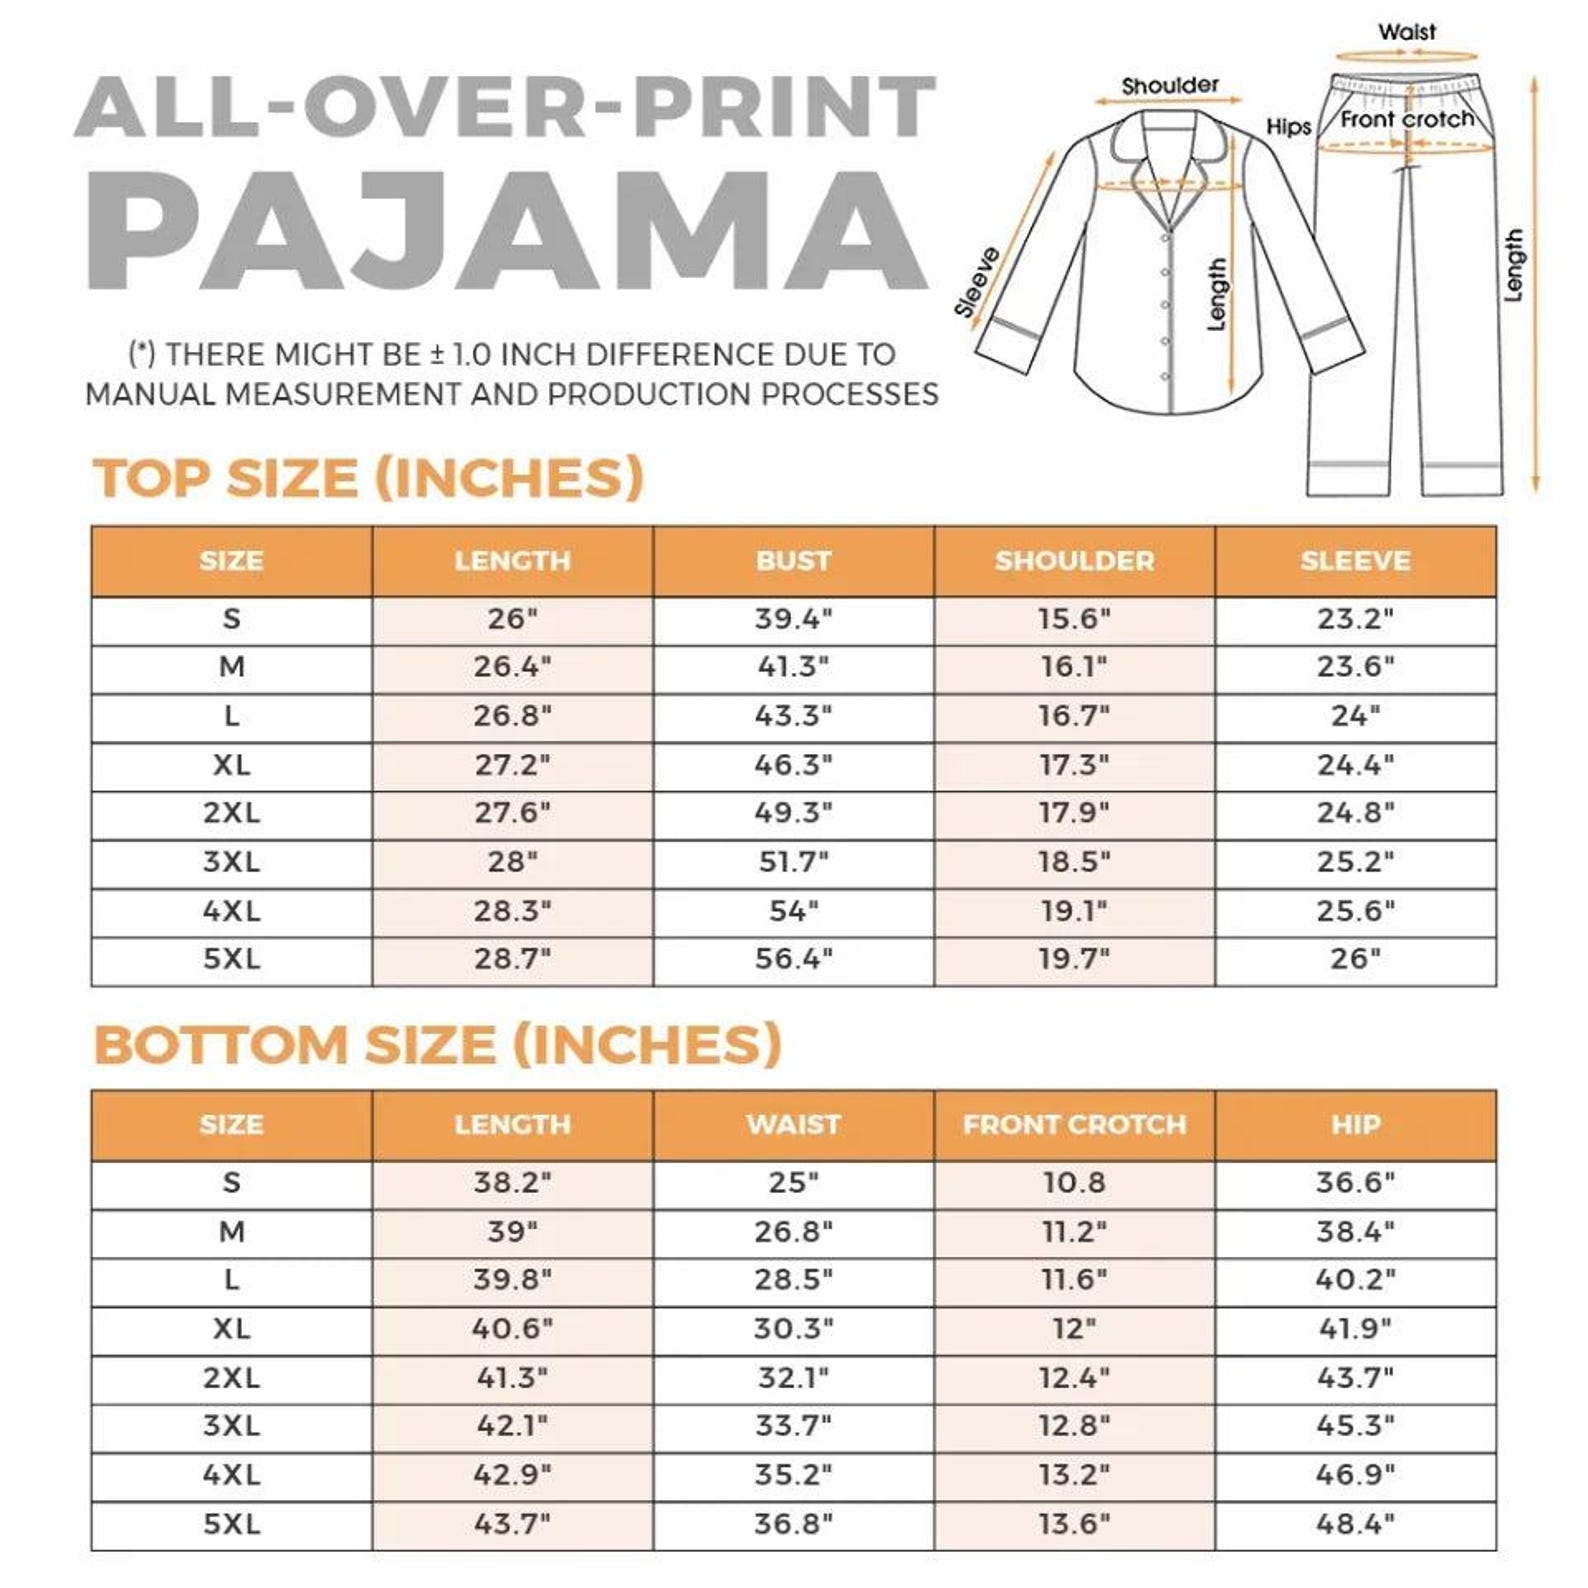 ALL-OVER-PRINT
PAJAMA
(*) THERE MIGHT BE ± 1.0 INCH DIFFERENCE DUE TO
MANUAL MEASUREMENT AND PRODUCTION PROCESSES
Shoulder
Sleeve
Length
Waist
Hips
Front crotch
Length
TOP SIZE (INCHES)
SIZE LENGTH BUST SHOULDER SLEEVE
S 26" 39.4" 15.6" 23.2"
M 26.4" 41.3" 16.1" 23.6"
L 26.8" 43.3" 16.7" 24"
XL 27.2" 46.3" 17.3" 24.4"
2XL 27.6" 49.3" 17.9" 24.8"
3XL 28" 51.7" 18.5" 25.2"
4XL 28.3" 54" 19.1" 25.6"
5XL 28.7" 56.4" 19.7" 26"
BOTTOM SIZE (INCHES)
SIZE LENGTH WAIST FRONT CROTCH HIP
S 38.2" 25" 10.8 36.6"
M 39" 26.8" 11.2" 38.4"
L 39.8" 28.5" 11.6" 40.2"
XL 40.6" 30.3" 12" 41.9"
2XL 41.3" 32.1" 12.4" 43.7"
3XL 42.1" 33.7" 12.8" 45.3"
4XL 42.9" 35.2" 13.2" 46.9"
5XL 43.7" 36.8" 13.6" 48.4"